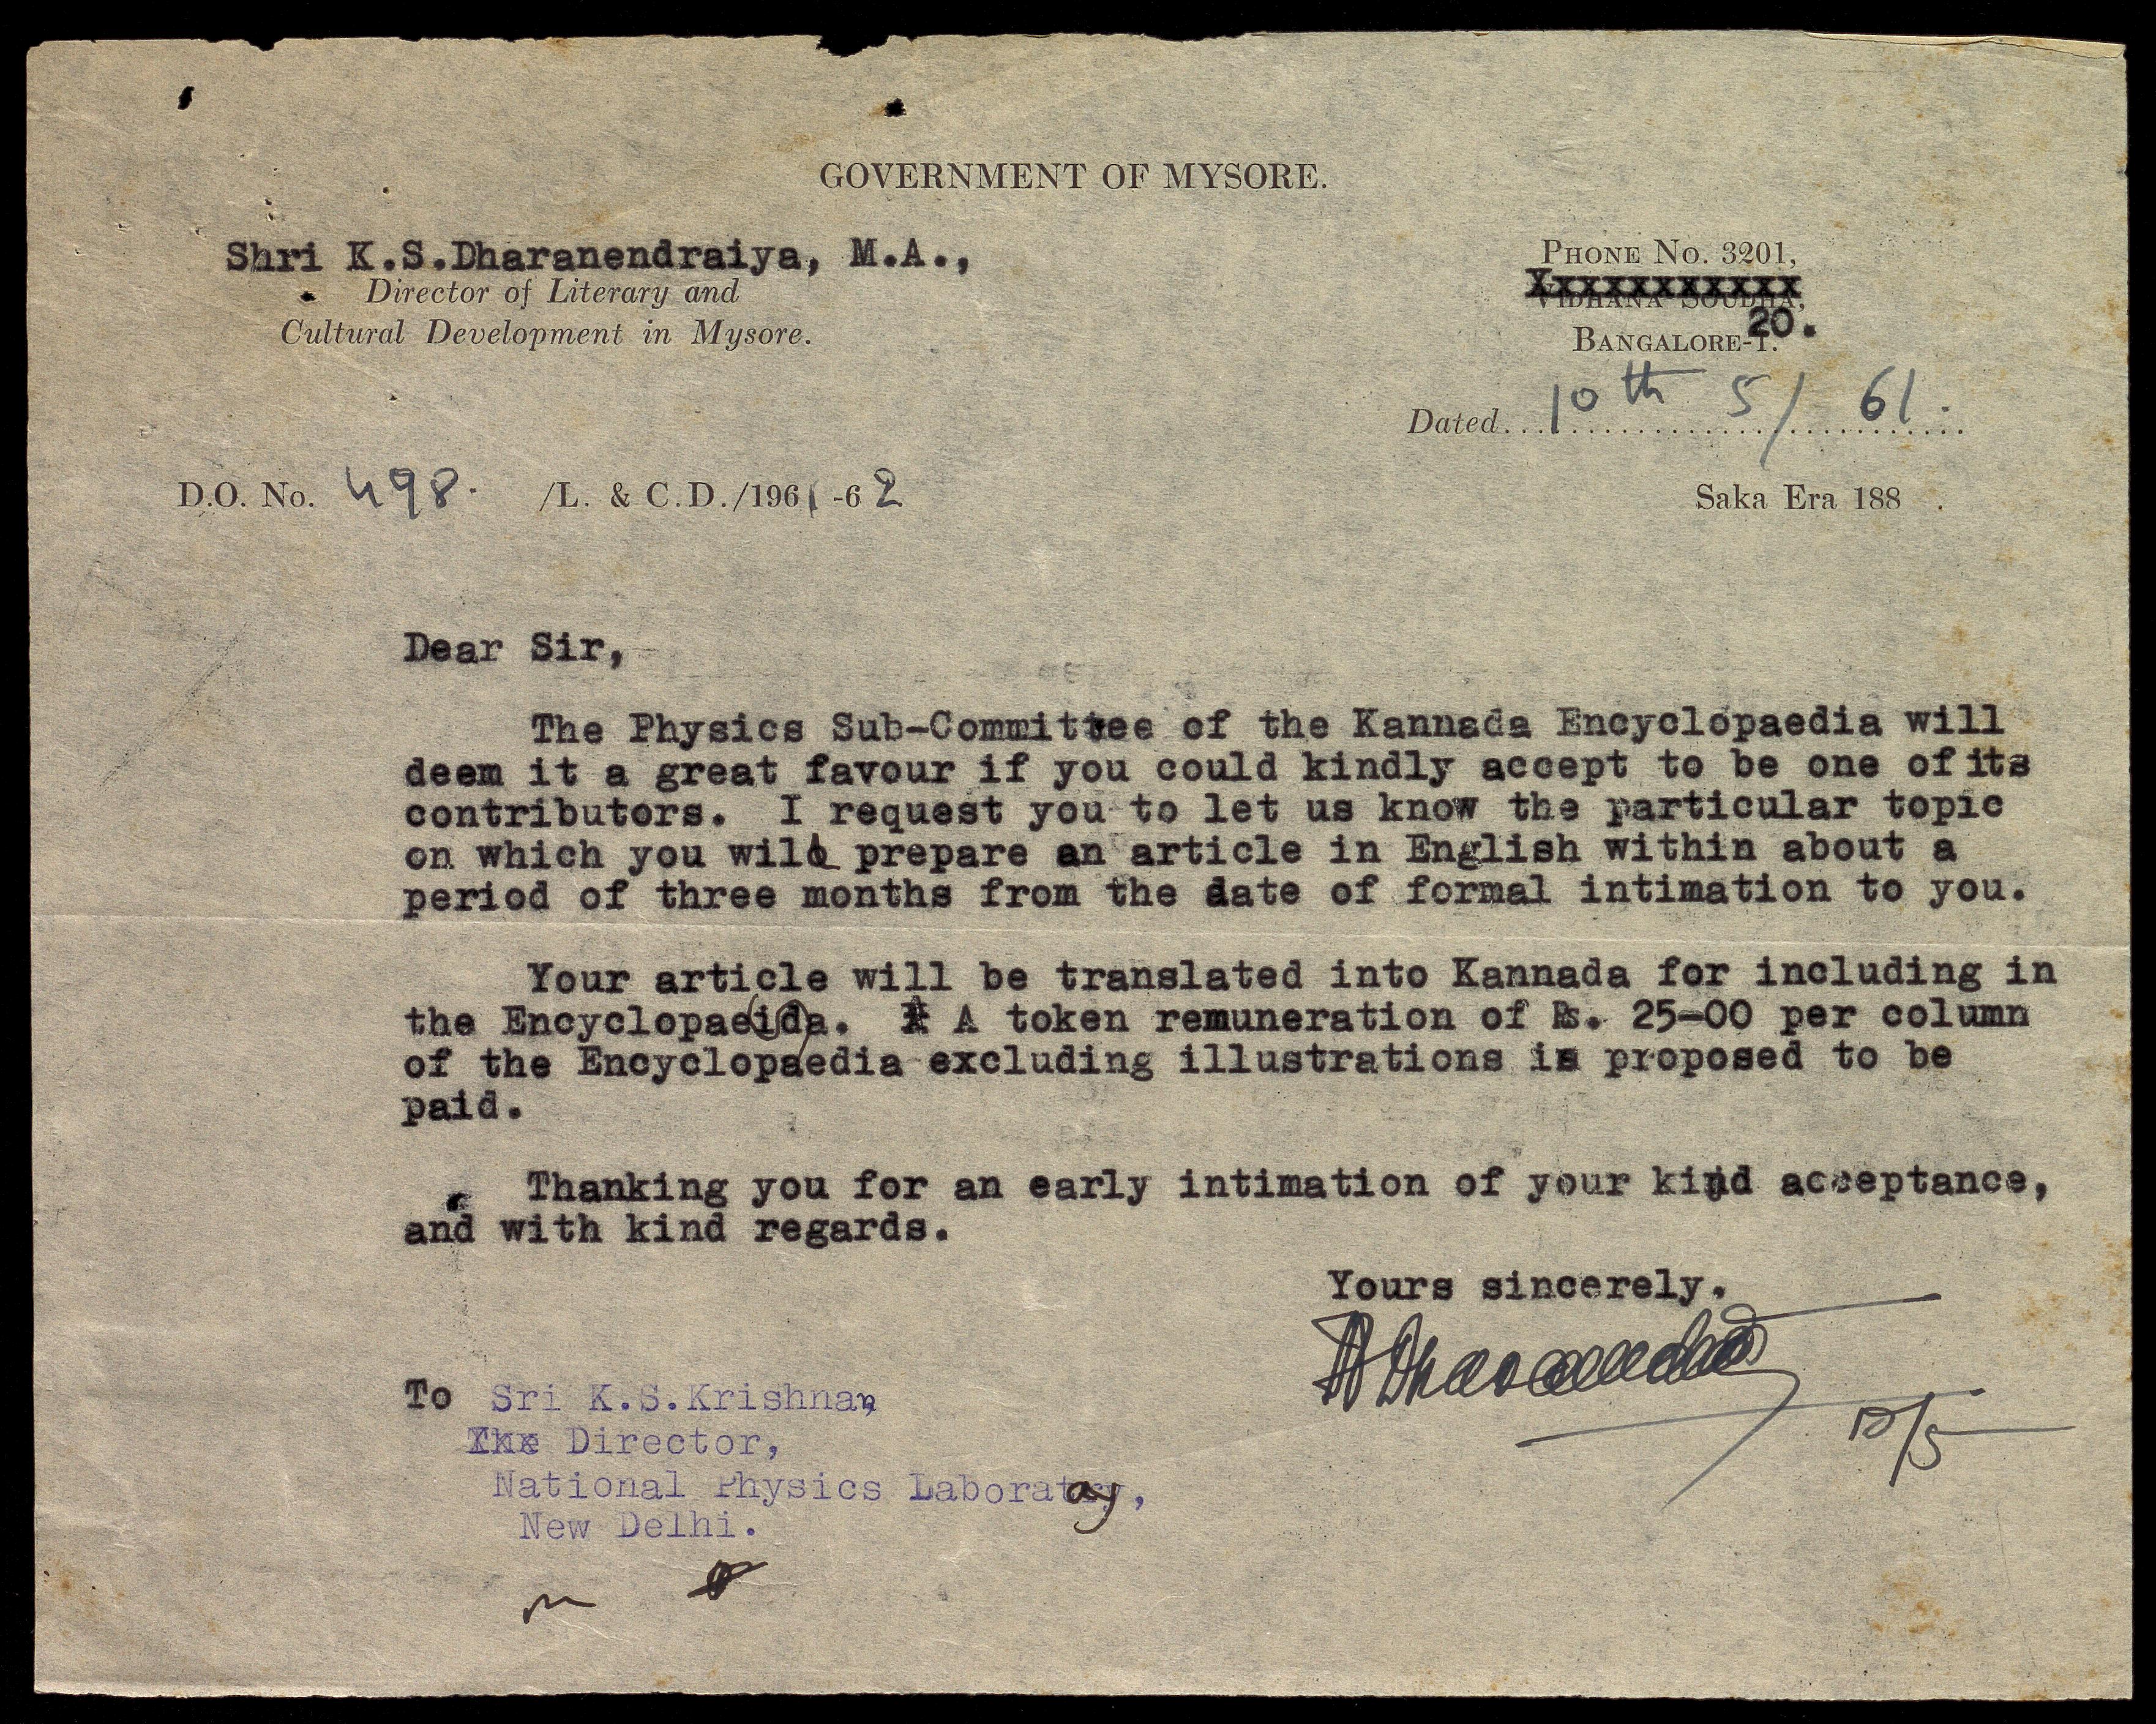 GOVERNMENT OF MYSORE.
Shri K.S.Dharanendraiya, M.A.,
Director of Literary and
Cultural Development in Mysore.
PHONE NO. 3201,
VIDHANA SOUDHA,
BANGALORE-1. 20.
Dated 10th 5/ 61.
D.O. No. 498. /L. & C.D./1961 -62
Saka Era 188 .
Dear Sir,
The Physics Sub-Committee of the Kannada Encyclopaedia will
deem it a great favour if you could kindly accept to be one of its
contributors. I request you to let us know the particular topic
on which you will prepare an article in English within about a
period of three months from the date of formal intimation to you.
Your article will be translated into Kannada for including in
the Encyclopaeida. A token remuneration of Rs. 25-00 per column
of the Encyclopaedia excluding illustrations is proposed to be
paid.
Thanking you for an early intimation of your kind acceptance,
and with kind regards.
Yours sincerely,
10/5
To Sri K.S.Krishnan
The Director,
National Physics Laboratory,
New Delhi.